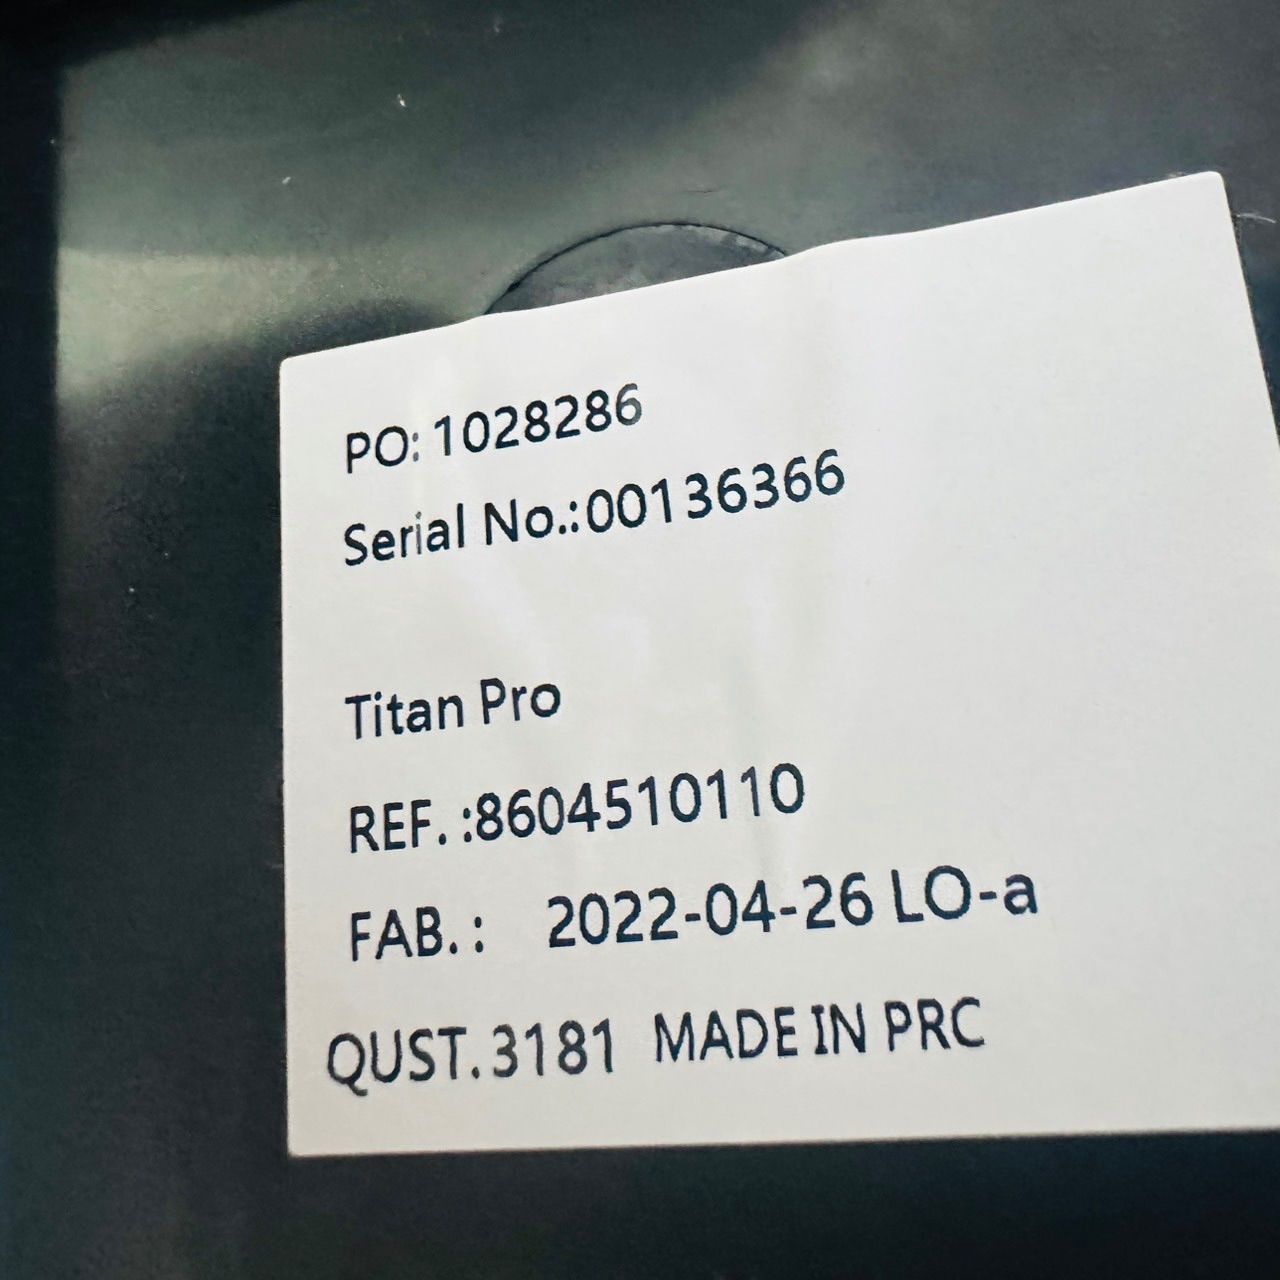 PO: 1028286
Serial No.:00136366
Titan Pro
REF. :8604510110
FAB. : 2022-04-26 LO-a
QUST. 3181 MADE IN PRC